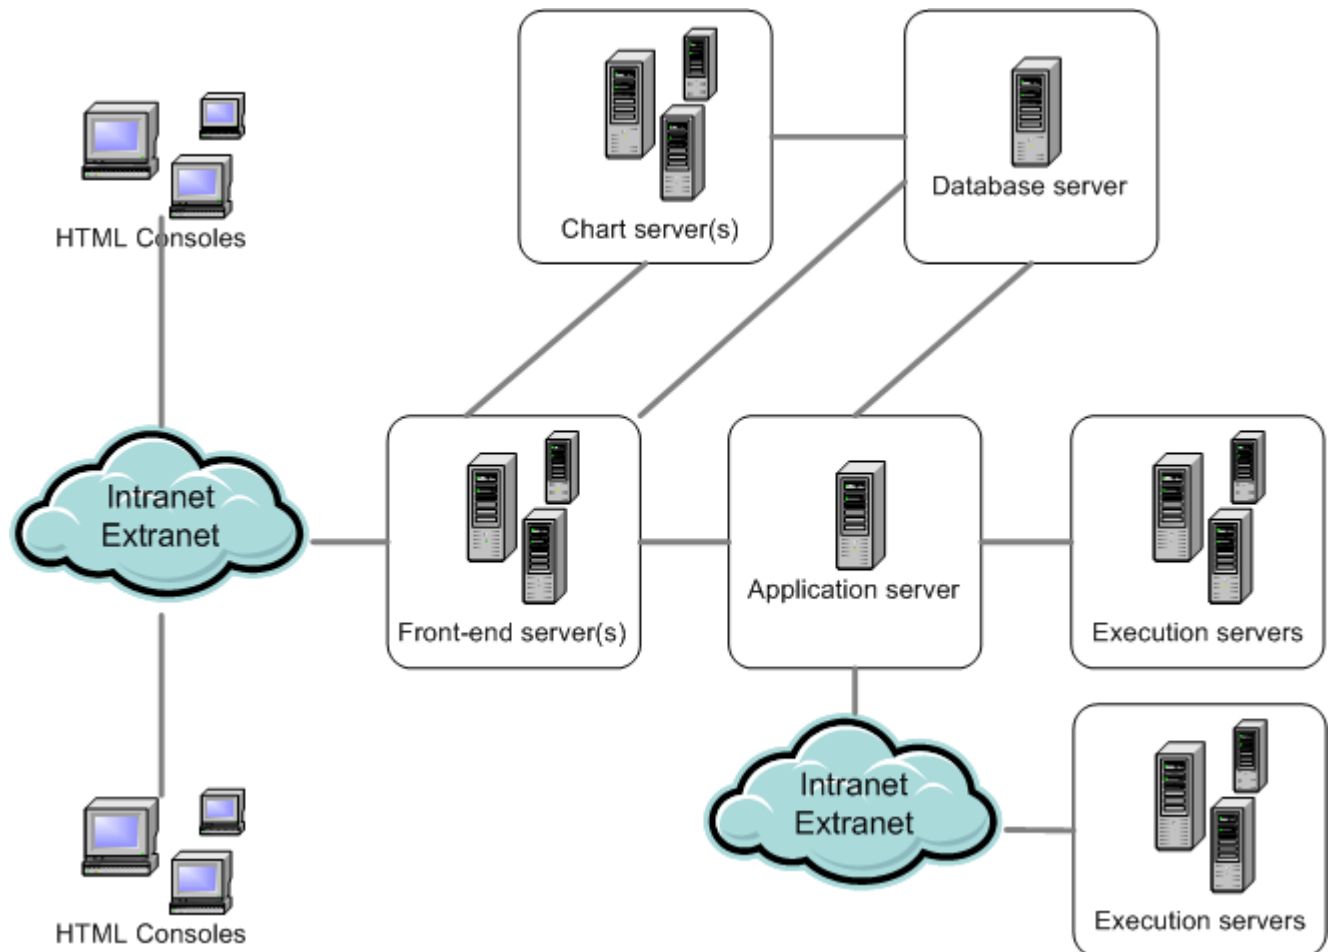 Chart server(s)
Database server
HTML Consoles
Intranet
Extranet
Front-end server(s)
Application server
Execution servers
Intranet
Extranet
Execution servers
HTML Consoles